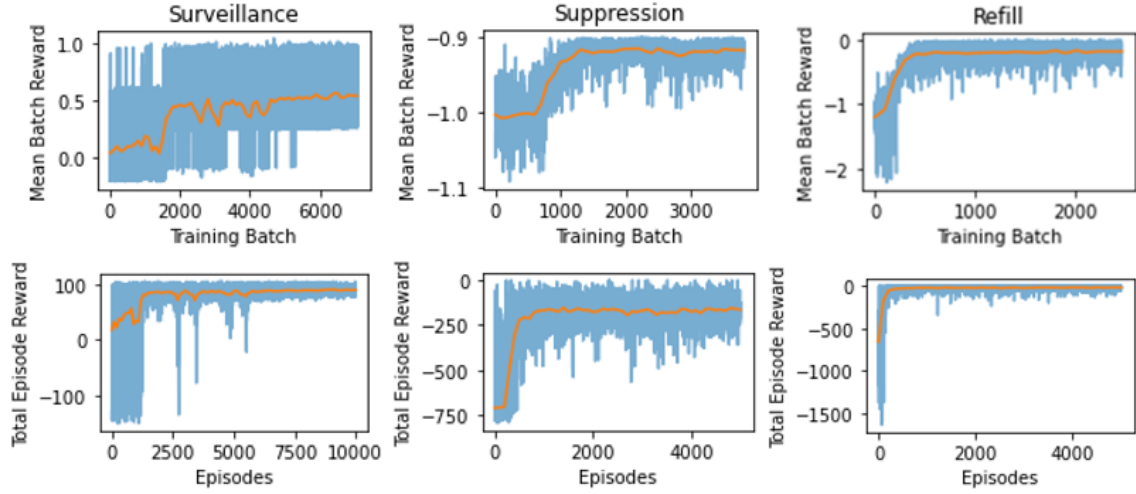 Surveillance
Suppression
Refill
Mean Batch Reward
1.0
0.5
0.0
0
2000
4000
6000
Training Batch
Mean Batch Reward
−0.9
−1.0
−1.1
0
1000
2000
3000
Training Batch
Mean Batch Reward
0
−1
−2
0
1000
2000
Training Batch
Total Episode Reward
100
0
−100
0
2500
5000
7500
10000
Episodes
Total Episode Reward
0
−250
−500
−750
0
2000
4000
Episodes
Total Episode Reward
0
−500
−1000
−1500
0
2000
4000
Episodes